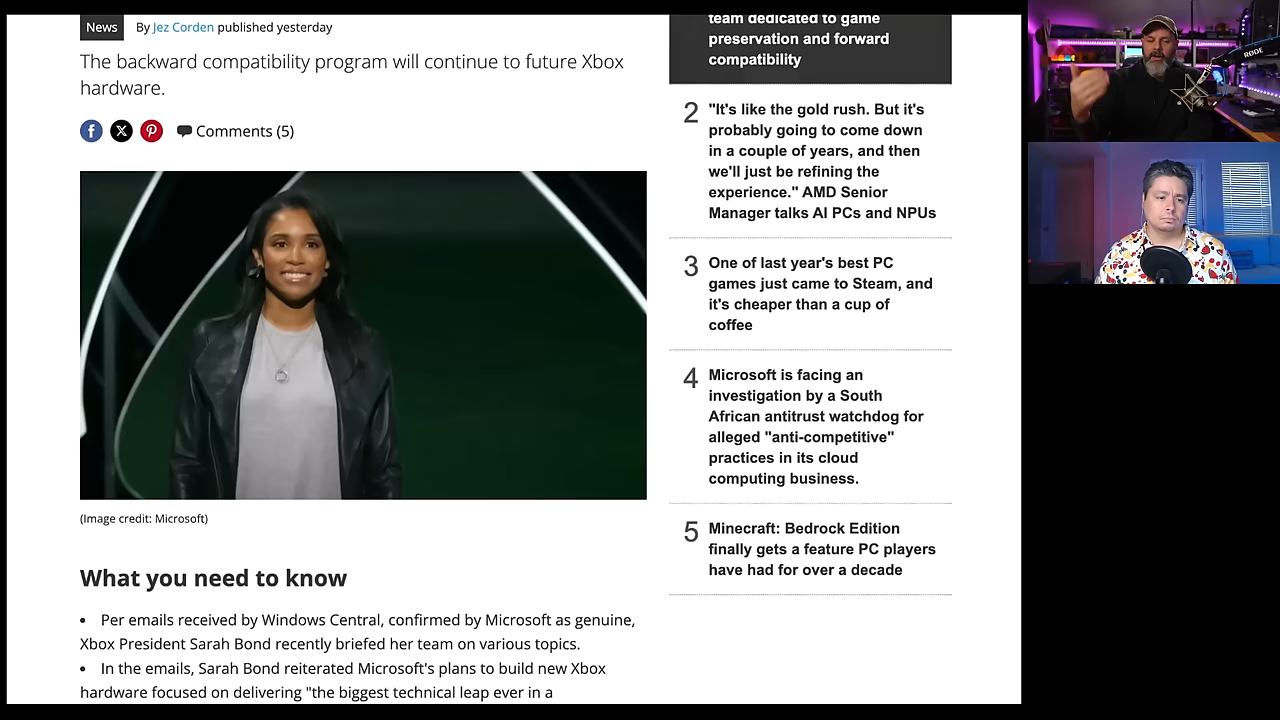 News
By Jez Corden published yesterday
The backward compatibility program will continue to future Xbox
hardware.
Comments (5)
(Image credit: Microsoft)
What you need to know
• Per emails received by Windows Central, confirmed by Microsoft as genuine,
Xbox President Sarah Bond recently briefed her team on various topics.
• In the emails, Sarah Bond reiterated Microsoft's plans to build new Xbox
hardware focused on delivering "the biggest technical leap ever in a
team dedicated to game
preservation and forward
compatibility
2
"It's like the gold rush. But it's
probably going to come down
in a couple of years, and then
we'll just be refining the
experience." AMD Senior
Manager talks AI PCs and NPUs
3
One of last year's best PC
games just came to Steam, and
it's cheaper than a cup of
coffee
4
Microsoft is facing an
investigation by a South
African antitrust watchdog for
alleged "anti-competitive"
practices in its cloud
computing business.
5
Minecraft: Bedrock Edition
finally gets a feature PC players
have had for over a decade
RODE